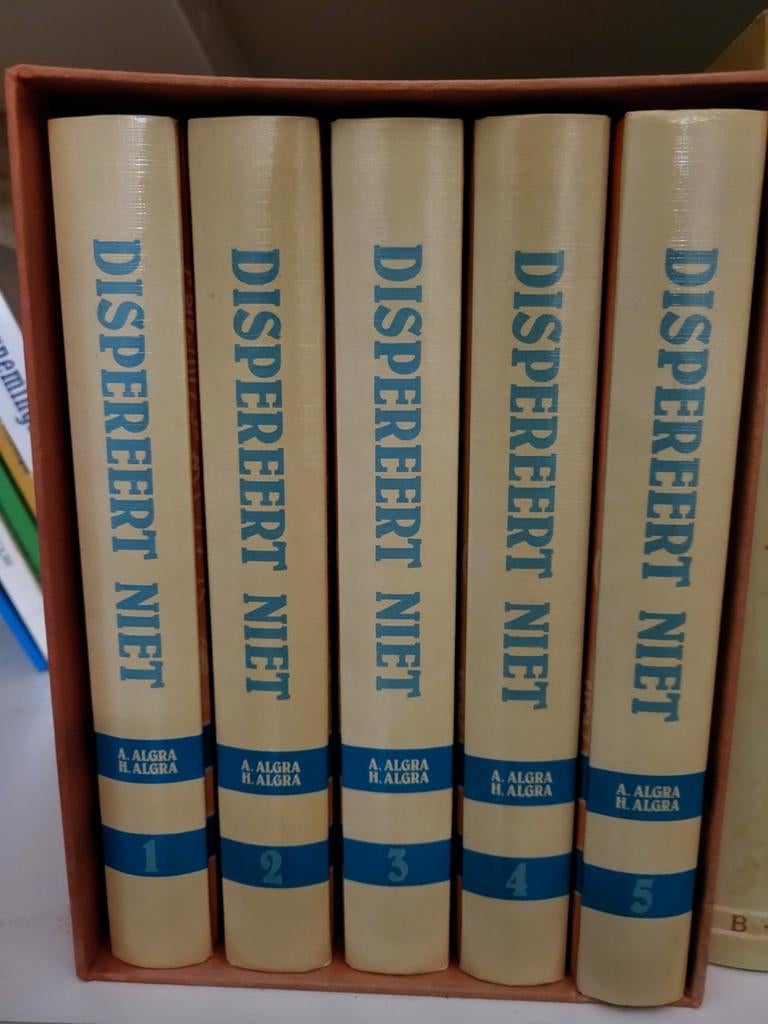 DISPEREERT NIET
A. ALGRA
H. ALGRA
1
DISPEREERT NIET
A. ALGRA
H. ALGRA
2
DISPEREERT NIET
A. ALGRA
H. ALGRA
3
DISPEREERT NIET
A. ALGRA
H. ALGRA
4
DISPEREERT NIET
A. ALGRA
H. ALGRA
5
B